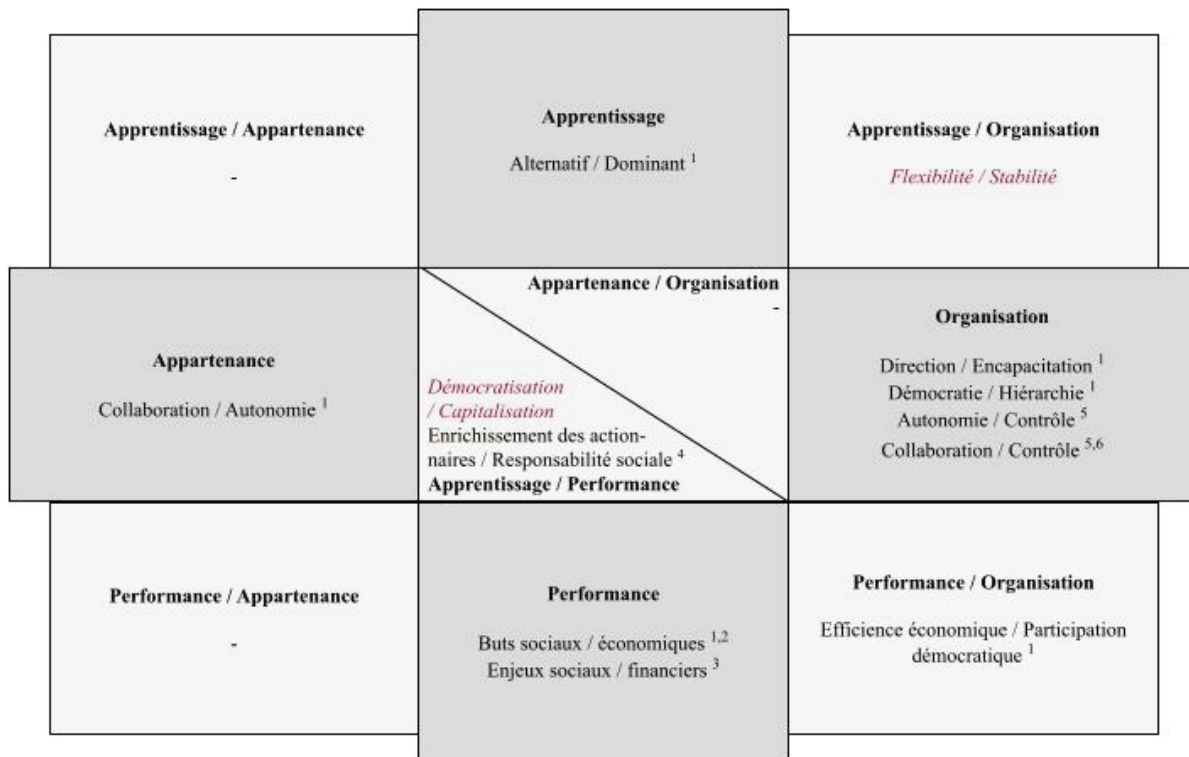 Apprentissage / Appartenance
-
Apprentissage
Alternatif / Dominant 1
Apprentissage / Organisation
Flexibilité / Stabilité
Appartenance
Collaboration / Autonomie 1
Appartenance / Organisation
-
Démocratisation
/ Capitalisation
Enrichissement des action-
naires / Responsabilité sociale 4
Apprentissage / Performance
Organisation
Direction / Encapacitation 1
Démocratie / Hiérarchie 1
Autonomie / Contrôle 5
Collaboration / Contrôle 5,6
Performance / Appartenance
-
Performance
Buts sociaux / économiques 1,2
Enjeux sociaux / financiers 3
Performance / Organisation
Efficience économique / Participation
démocratique 1